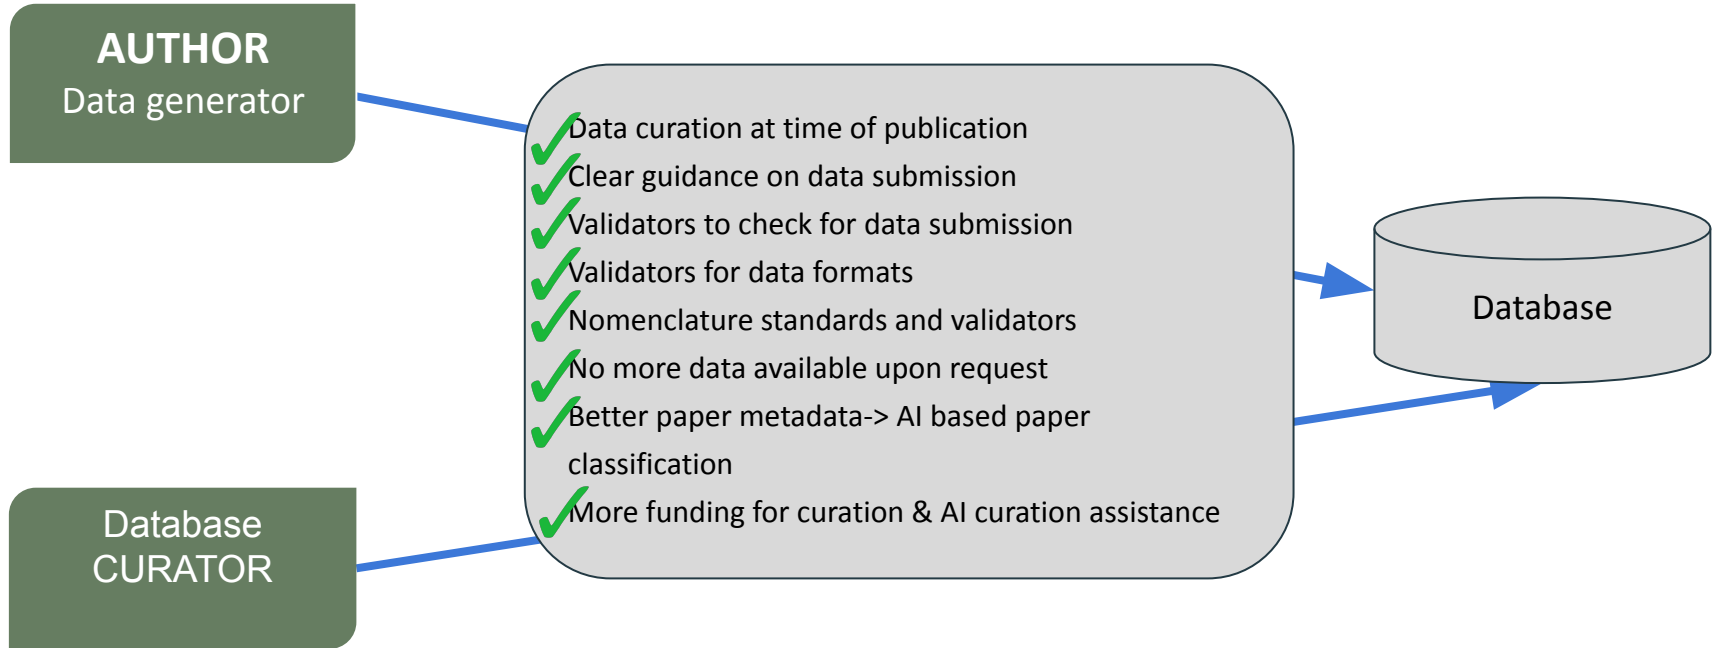 AUTHOR
Data generator
Data curation at time of publication
Clear guidance on data submission
Validators to check for data submission
Validators for data formats
Nomenclature standards and validators
No more data available upon request
Better paper metadata-> AI based paper
classification
More funding for curation & AI curation assistance
Database
Database
CURATOR